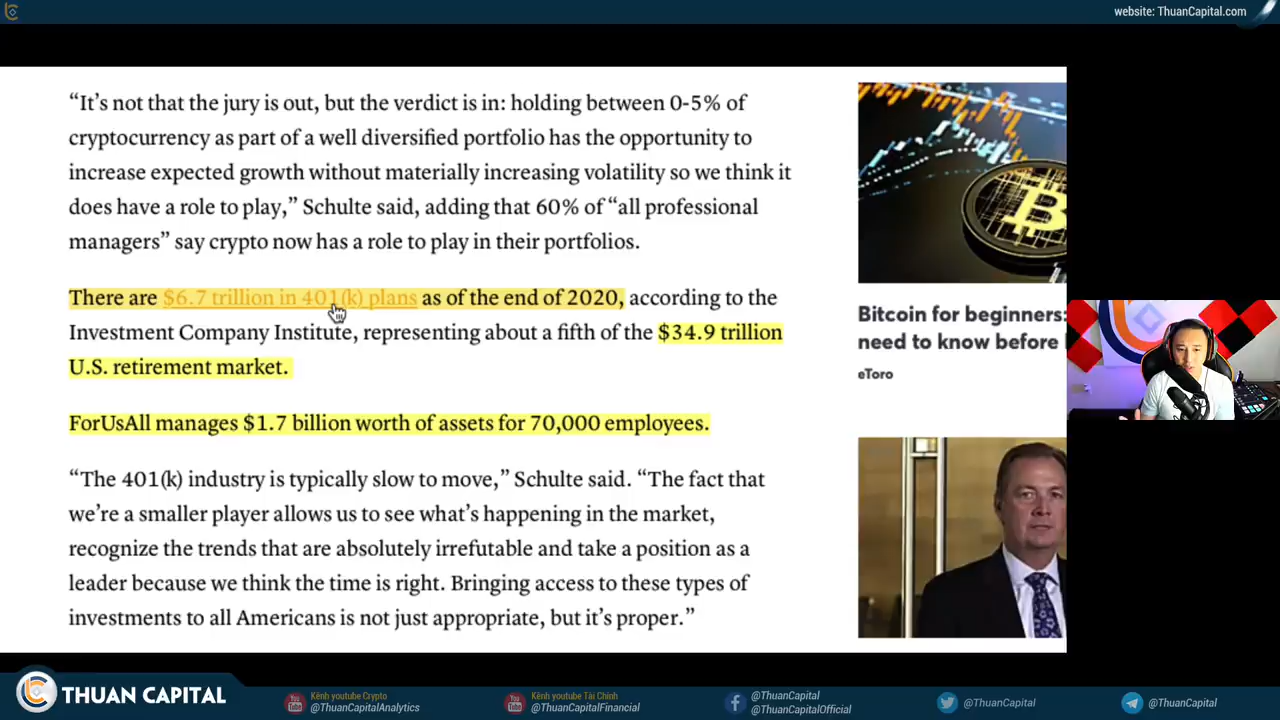 website: ThuanCapital.com
“It’s not that the jury is out, but the verdict is in: holding between 0-5% of
cryptocurrency as part of a well diversified portfolio has the opportunity to
increase expected growth without materially increasing volatility so we think it
does have a role to play,” Schulte said, adding that 60% of “all professional
managers” say crypto now has a role to play in their portfolios.
There are $6.7 trillion in 401(k) plans as of the end of 2020, according to the
Investment Company Institute, representing about a fifth of the $34.9 trillion
U.S. retirement market.
ForUsAll manages $1.7 billion worth of assets for 70,000 employees.
“The 401(k) industry is typically slow to move,” Schulte said. “The fact that
we’re a smaller player allows us to see what’s happening in the market,
recognize the trends that are absolutely irrefutable and take a position as a
leader because we think the time is right. Bringing access to these types of
investments to all Americans is not just appropriate, but it’s proper.”
Bitcoin for beginners:
need to know before
eToro
THUAN CAPITAL
Kênh youtube Crypto
@ThuanCapitalAnalytics
Kênh youtube Tài Chính
@ThuanCapitalFinancial
@ThuanCapital
@ThuanCapitalOfficial
@ThuanCapital
@ThuanCapital